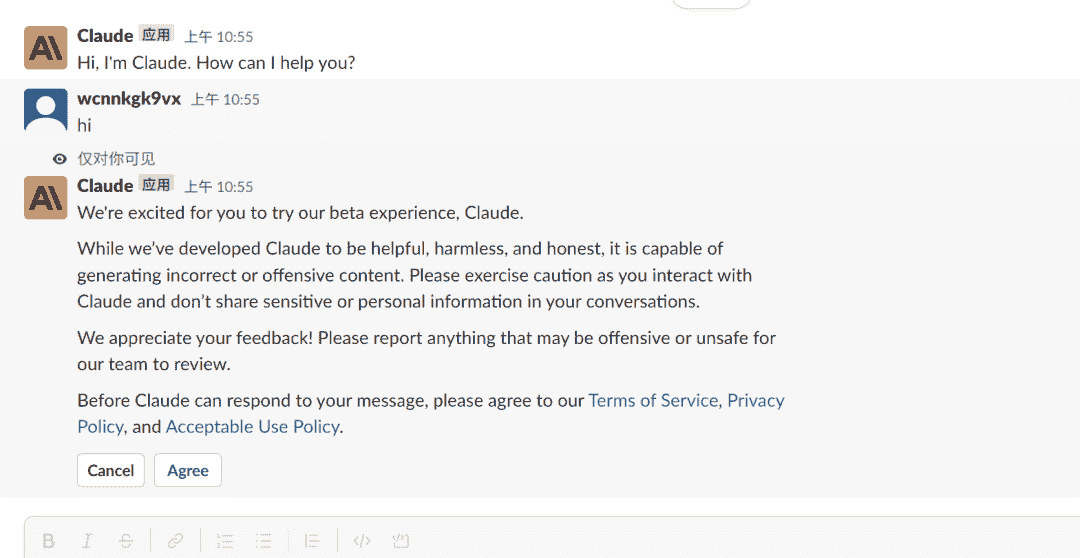 Claude 应用 上午 10:55
Hi, I'm Claude. How can I help you?
wcnnkgk9vx 上午 10:55
hi
仅对你可见
Claude 应用 上午 10:55
We're excited for you to try our beta experience, Claude.
While we've developed Claude to be helpful, harmless, and honest, it is capable of
generating incorrect or offensive content. Please exercise caution as you interact with
Claude and don't share sensitive or personal information in your conversations.
We appreciate your feedback! Please report anything that may be offensive or unsafe for
our team to review.
Before Claude can respond to your message, please agree to our Terms of Service, Privacy
Policy, and Acceptable Use Policy.
Cancel Agree